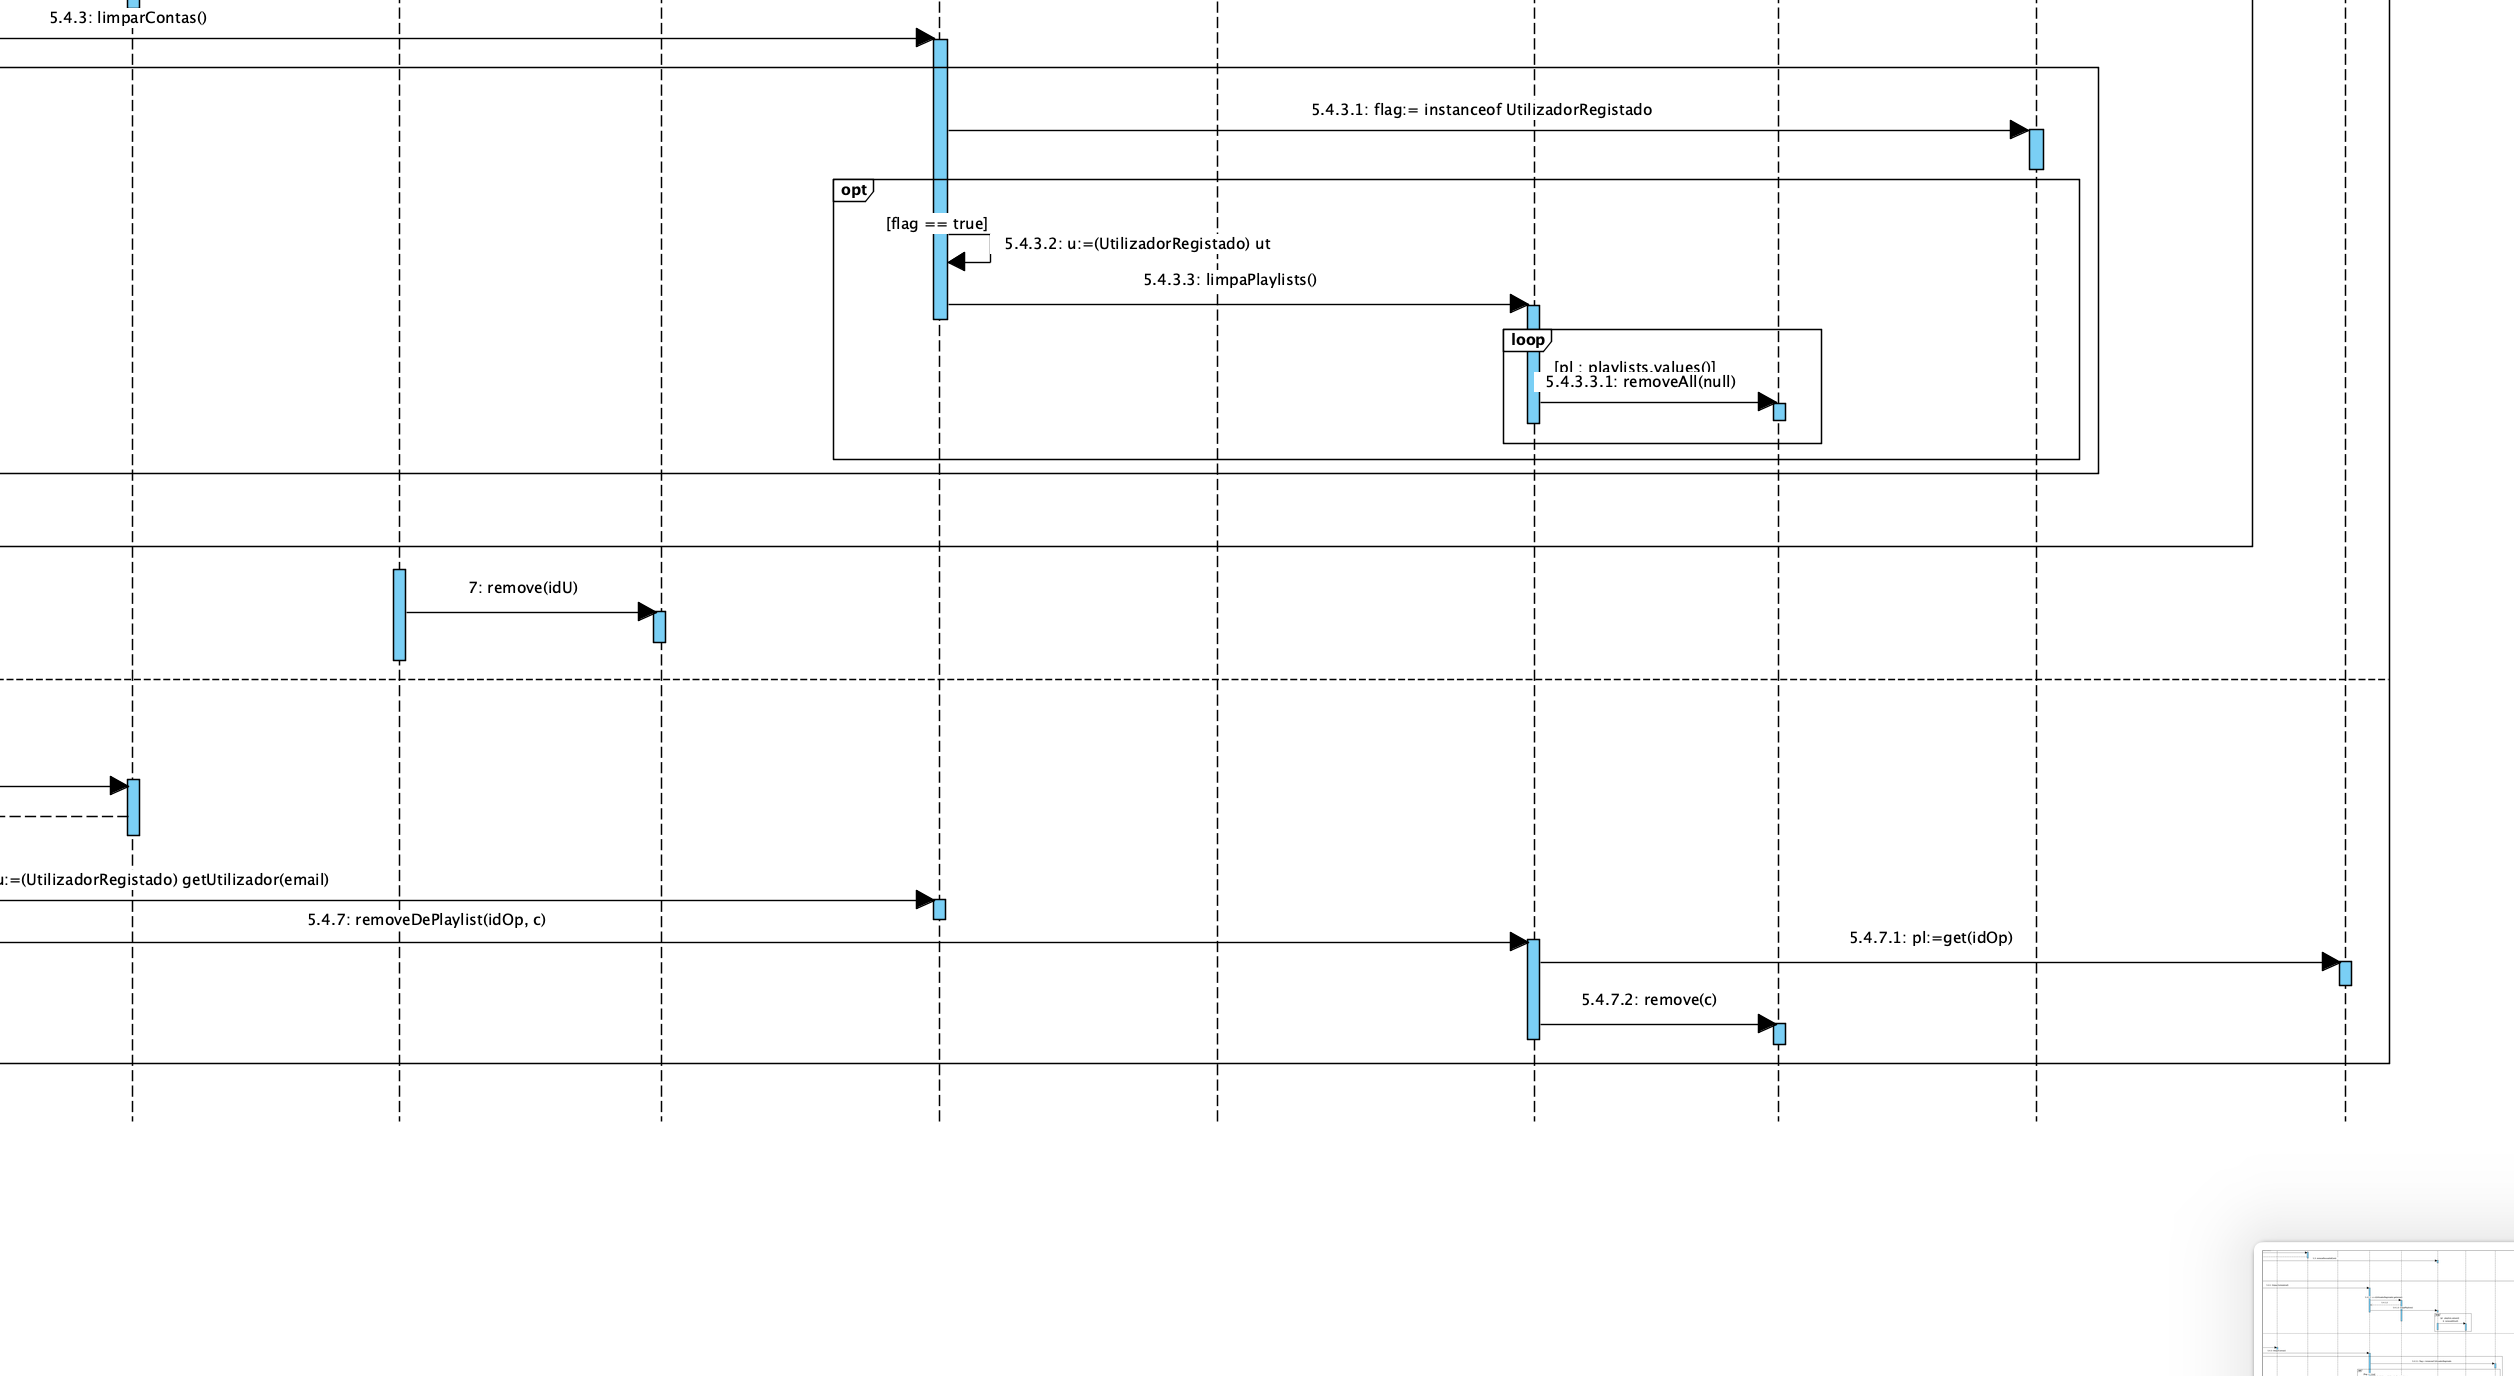 5.4.3: limparContas()
5.4.3.1: flag:= instanceof UtilizadorRegistado
opt
[flag == true]
5.4.3.2: u:=(UtilizadorRegistado) ut
5.4.3.3: limpaPlaylists()
loop
[pl : playlists.values()]
5.4.3.3.1: removeAll(null)
7: remove(idU)
u:=(UtilizadorRegistado) getUtilizador(email)
5.4.7: removeDePlaylist(idOp, c)
5.4.7.1: pl:=get(idOp)
5.4.7.2: remove(c)